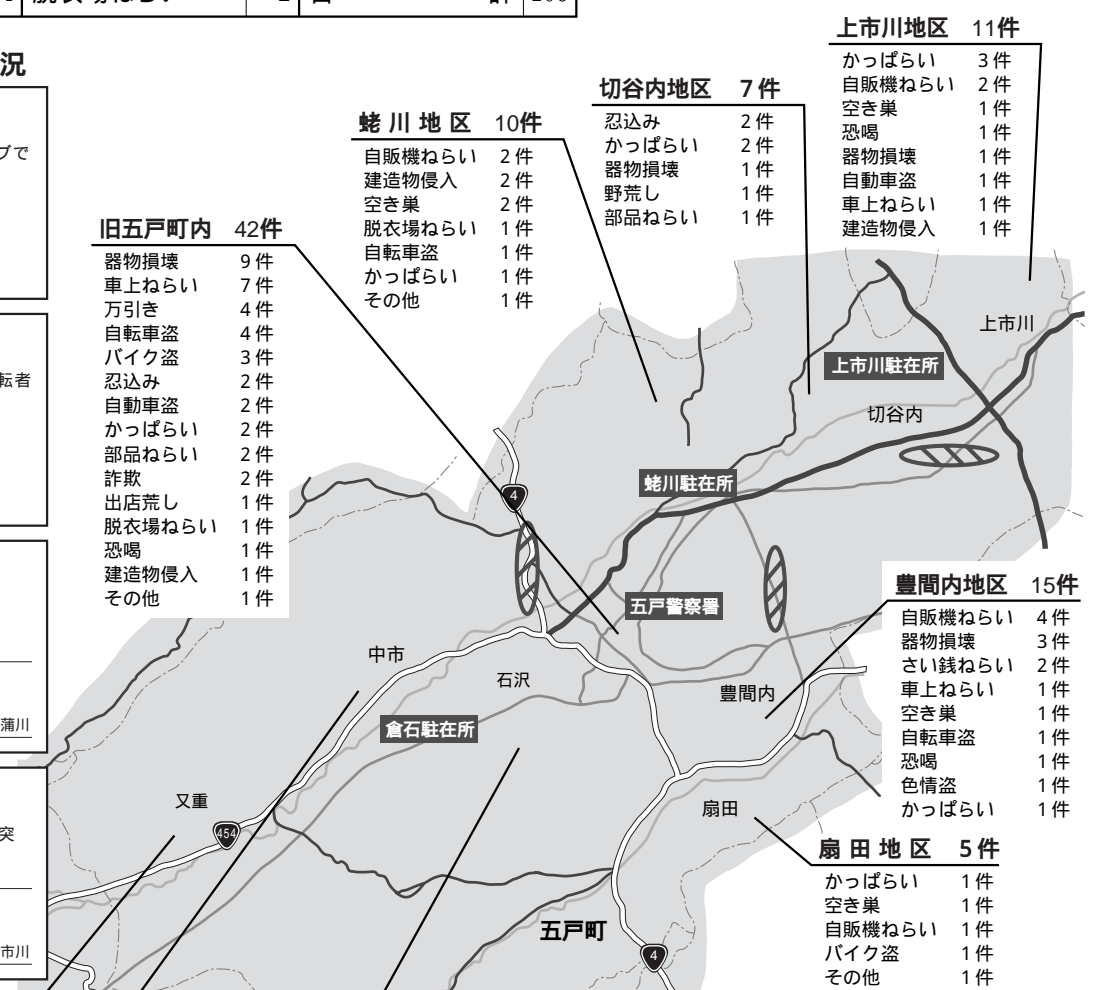 況
ブで
転者
蒲川
突
市川
上市川地区 11件
かっぱらい 3件
自販機ねらい 2件
空き巣 1件
恐喝 1件
器物損壊 1件
自動車盗 1件
車上ねらい 1件
建造物侵入 1件
切谷内地区 7件
忍込み 2件
かっぱらい 2件
器物損壊 1件
野荒し 1件
部品ねらい 1件
蛯川地区 10件
自販機ねらい 2件
建造物侵入 2件
空き巣 2件
脱衣場ねらい 1件
自転車盗 1件
かっぱらい 1件
その他 1件
旧五戸町内 42件
器物損壊 9件
車上ねらい 7件
万引き 4件
自転車盗 4件
バイク盗 3件
忍込み 2件
自動車盗 2件
かっぱらい 2件
部品ねらい 2件
詐欺 2件
出店荒し 1件
脱衣場ねらい 1件
恐喝 1件
建造物侵入 1件
その他 1件
上市川
上市川駐在所
切谷内
蛯川駐在所
4
五戸警察署
中市
石沢
豊間内
倉石駐在所
又重
454
扇田
五戸町
4
豊間内地区 15件
自販機ねらい 4件
器物損壊 3件
さい銭ねらい 2件
車上ねらい 1件
空き巣 1件
自転車盗 1件
恐喝 1件
色情盗 1件
かっぱらい 1件
扇田地区 5件
かっぱらい 1件
空き巣 1件
自販機ねらい 1件
バイク盗 1件
その他 1件